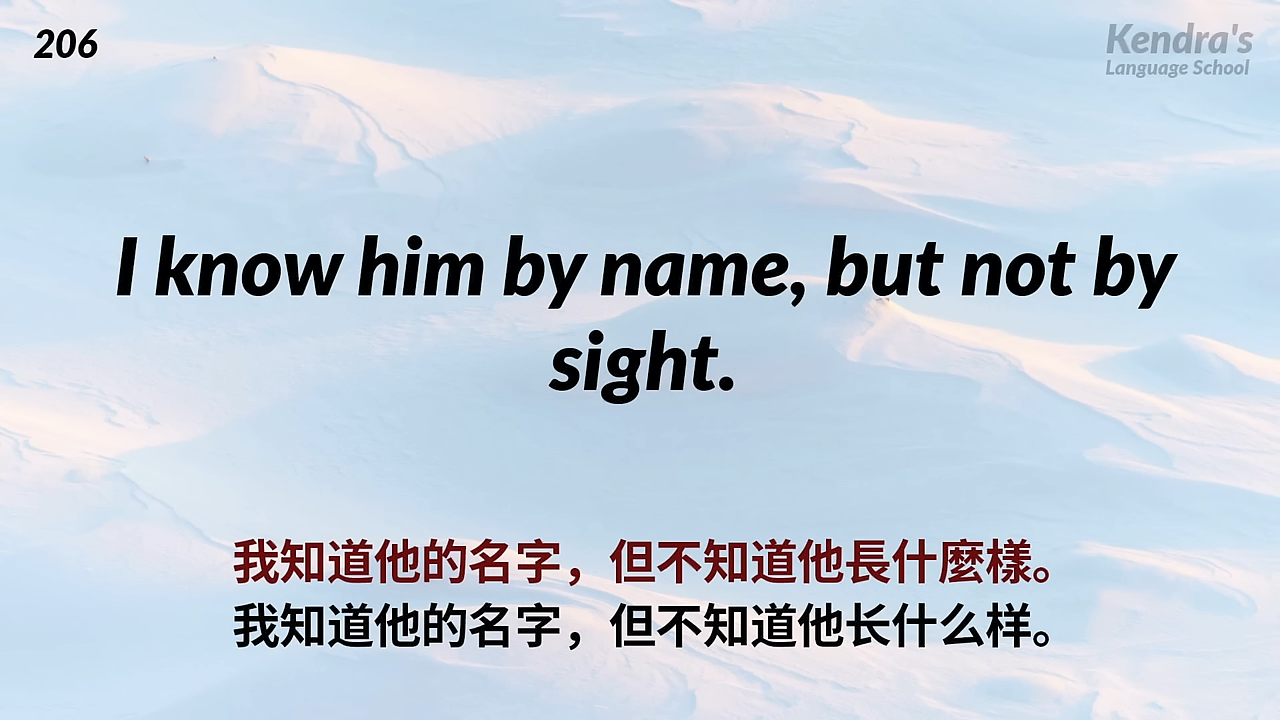 206
Kendra's
Language School
I know him by name, but not by
sight.
我知道他的名字，但不知道他長什麼樣。
我知道他的名字，但不知道他长什么样。